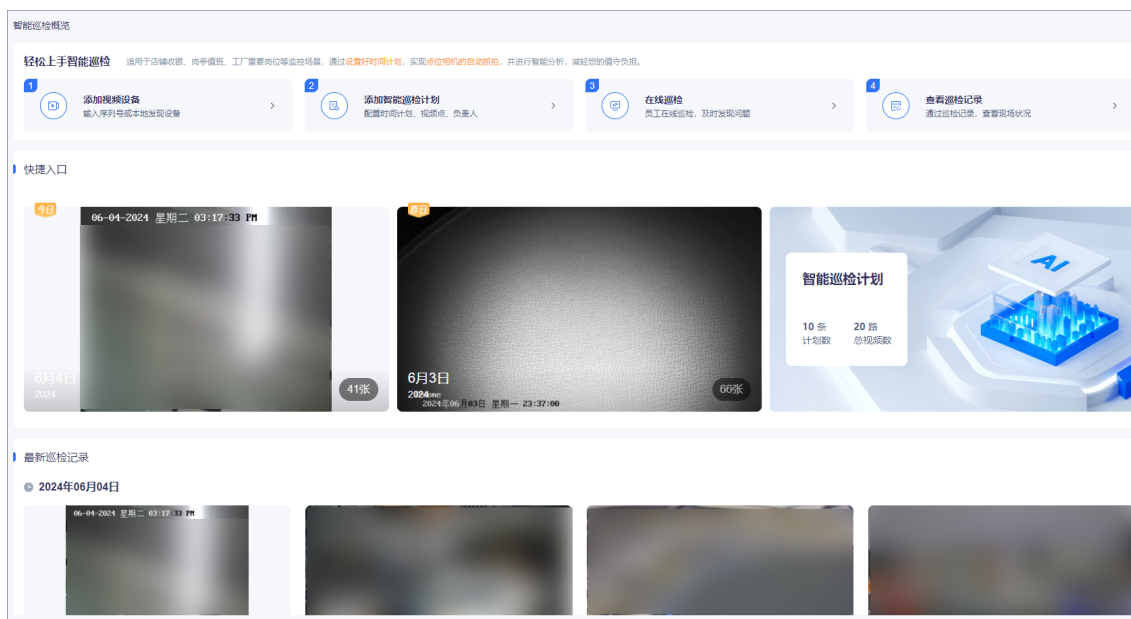 智能巡检概览
轻松上手智能巡检 适用于店铺收银、岗亭值班、工厂重要岗位等监控场景，通过设置好时间计划，实现点位相机的自动抓拍，并进行智能分析，减轻您的值守负担。
1
添加视频设备
输入序列号或本地发现设备
2
添加智能巡检计划
配置时间计划、视频点、负责人
3
在线巡检
员工在线巡检，及时发现问题
4
查看巡检记录
通过巡检记录，查看现场状况
快捷入口
今日
06-04-2024 星期二 03:17:33 PM
6月4日
2024
41张
昨日
6月3日
2024
2024年06月03日 星期一 23:37:00
66张
智能巡检计划
10 条 20 路
计划数 总视频数
AI
最新巡检记录
2024年06月04日
06-04-2024 星期二 03:17:33 PM